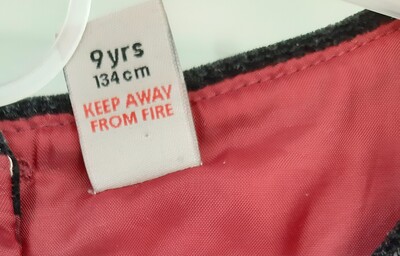 9 yrs
134 cm
KEEP AWAY
FROM FIRE